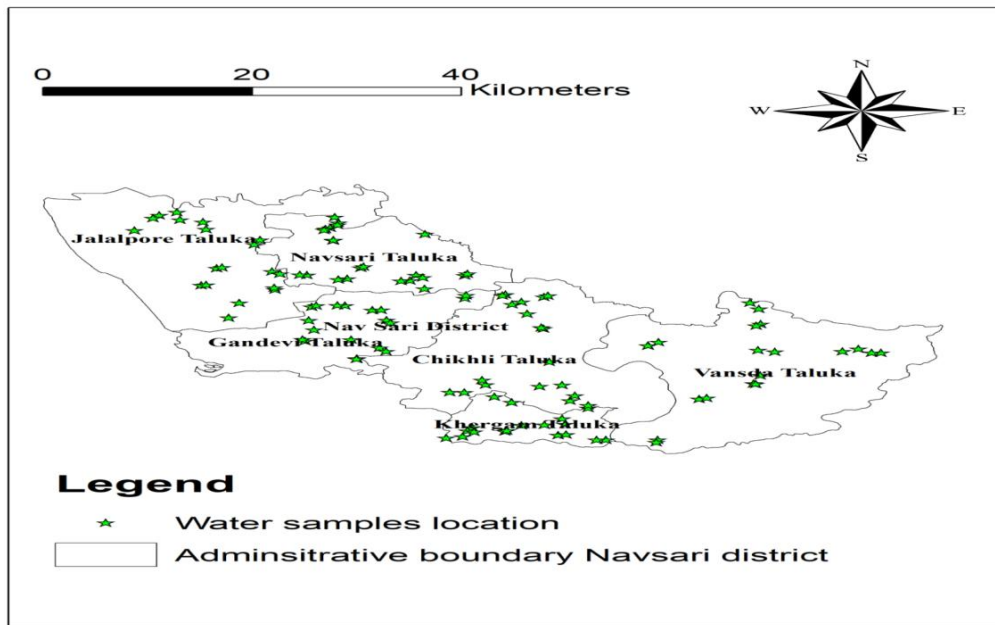 0 20 40
Kilometers
N
W E
S
Jalalpore Taluka
Navsari Taluka
Nav Sari District
Gandevi Taluka
Chikhli Taluka
Vansda Taluka
Khergam Taluka
Legend
Water samples location
Adminsitrative boundary Navsari district